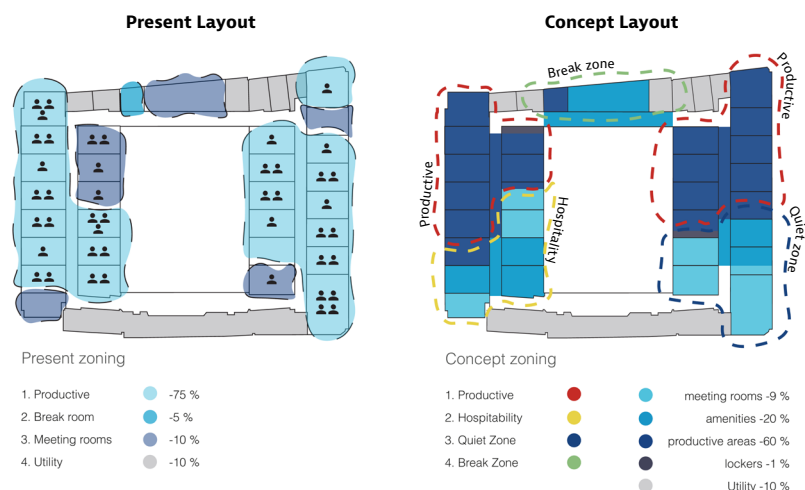 Present Layout
Concept Layout
Break zone
Productive
Productive
Hospitality
Quiet zone
Present zoning
1. Productive -75 %
2. Break room -5 %
3. Meeting rooms -10 %
4. Utility -10 %
Concept zoning
1. Productive
2. Hospitability
3. Quiet Zone
4. Break Zone
meeting rooms -9 %
amenities -20 %
productive areas -60 %
lockers -1 %
Utility -10 %